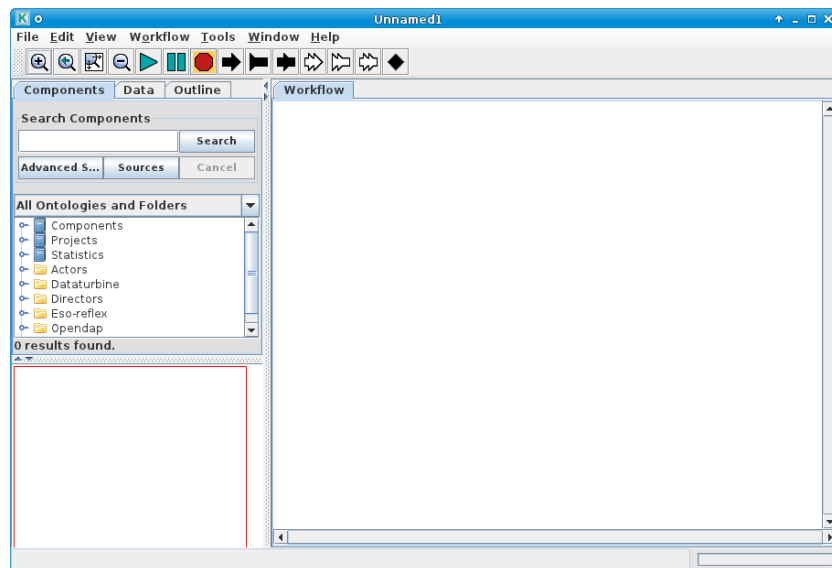 K
Unnamed1
File Edit View Workflow Tools Window Help
Components Data Outline
Workflow
Search Components
Search
Advanced S... Sources Cancel
All Ontologies and Folders
Components
Projects
Statistics
Actors
Dataturbine
Directors
Eso-reflex
Opendap
0 results found.